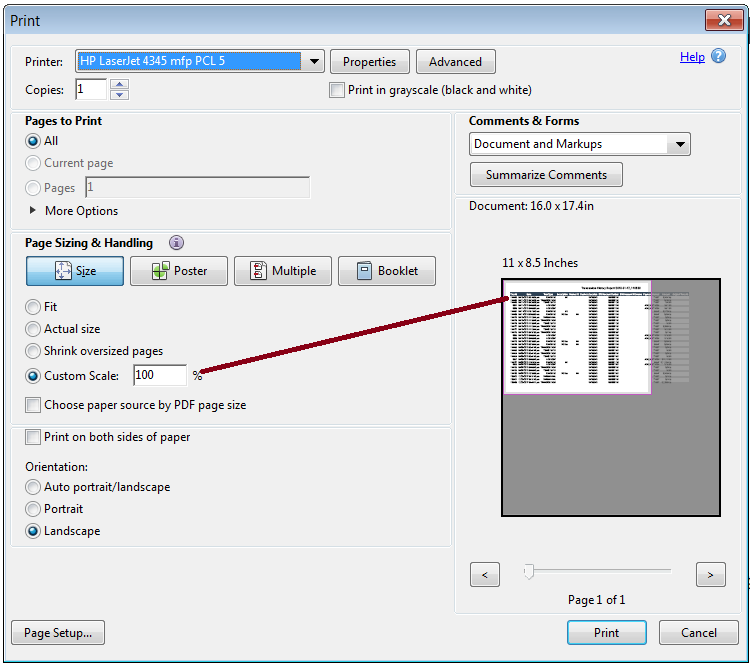 Print
Printer: HP LaserJet 4345 mfp PCL 5 Properties Advanced Help ?
Copies: 1 Print in grayscale (black and white)
Pages to Print
All
Current page
Pages 1
More Options
Comments & Forms
Document and Markups
Summarize Comments
Page Sizing & Handling i
Size Poster Multiple Booklet
Fit
Actual size
Shrink oversized pages
Custom Scale: 100 %
Choose paper source by PDF page size
Print on both sides of paper
Orientation:
Auto portrait/landscape
Portrait
Landscape
Document: 16.0 x 17.4in
11 x 8.5 Inches
< >
Page 1 of 1
Page Setup... Print Cancel